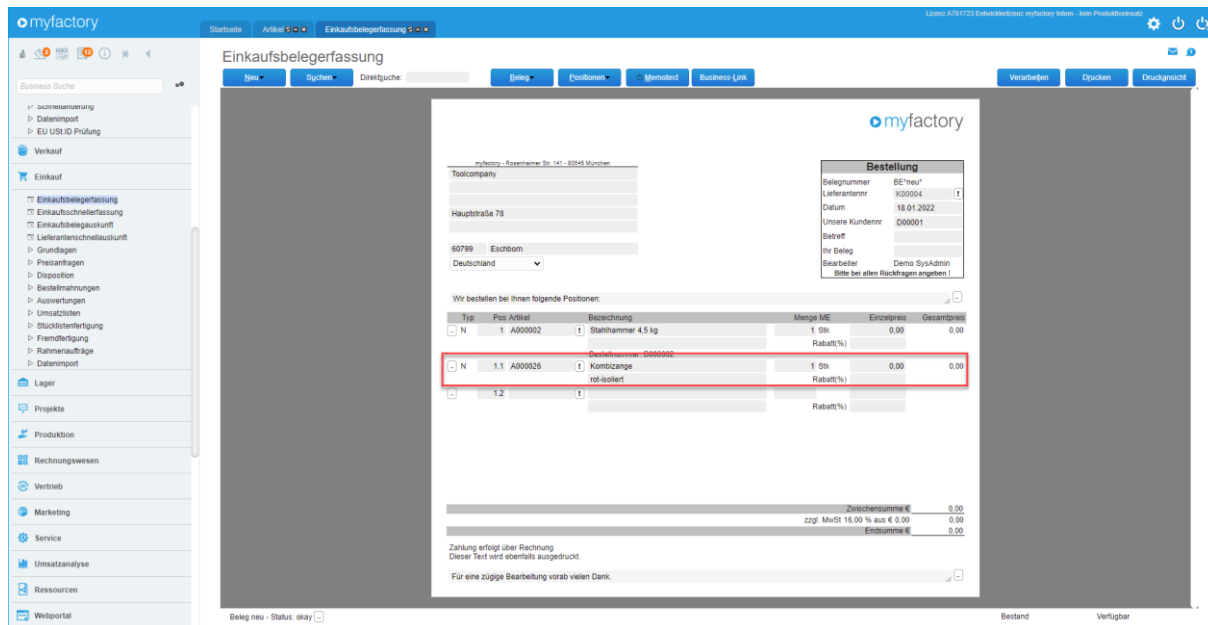 Lizenz A761723 Entwicklerlizenz myfactory Intern - kein Produktiveinsatz
myfactory
Startseite Artikel Einkaufsbelegerfassung
2 12
Einkaufsbelegerfassung
Business Suche
Neu Suchen Direktsuche: Beleg Positionen Memotext Business-Link Verarbeiten Drucken Druckansicht
Schnelländerung
Datenimport
EU USt.ID Prüfung
Verkauf
Einkauf
Einkaufsbelegerfassung
Einkaufsschnellerfassung
Einkaufsbelegauskunft
Lieferantenschnellauskunft
Grundlagen
Preisanfragen
Disposition
Bestellmahnungen
Auswertungen
Umsatzlisten
Stücklistenfertigung
Fremdfertigung
Rahmenaufträge
Datenimport
Lager
Projekte
Produktion
Rechnungswesen
Vertrieb
Marketing
Service
Umsatzanalyse
Ressourcen
Webportal
myfactory
myfactory - Rosenheimer Str. 141 - 80645 München
Toolcompany
Hauptstraße 78
60799 Eschborn
Deutschland
Bestellung
Belegnummer BE*neu*
Lieferantennr K00004 !
Datum 18.01.2022
Unsere Kundennr D00001
Betreff
Ihr Beleg
Bearbeiter Demo SysAdmin
Bitte bei allen Rückfragen angeben !
Wir bestellen bei Ihnen folgende Positionen:
Typ Pos Artikel Bezeichnung Menge ME Einzelpreis Gesamtpreis
N 1 A000002 ! Stahlhammer 4,5 kg 1 Stk 0,00 0,00
Rabatt(%)
Bestellnummer: D000002
N 1.1 A000026 ! Kombizange 1 Stk 0,00 0,00
rot-isoliert Rabatt(%)
1.2 !
Rabatt(%)
Zwischensumme € 0,00
zzgl. MwSt 16,00 % aus € 0,00 0,00
Endsumme € 0,00
Zahlung erfolgt über Rechnung
Dieser Text wird ebenfalls ausgedruckt.
Für eine zügige Bearbeitung vorab vielen Dank.
Beleg neu - Status: okay Bestand Verfügbar